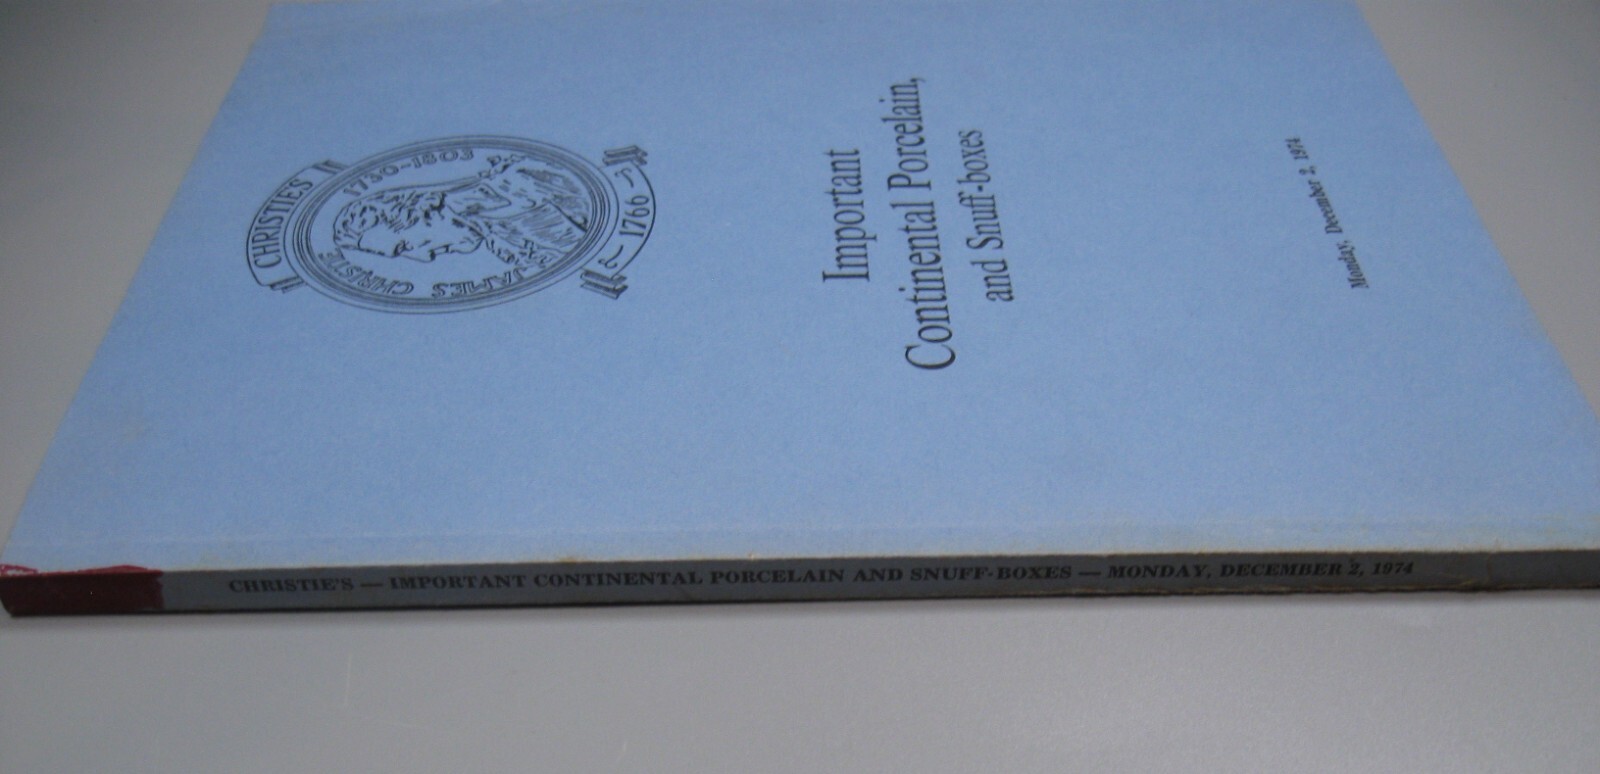 CHRISTIES
1730-1803
JAMES CHRISTIE
1766
Important
Continental Porcelain,
and Snuff-boxes
Monday, December 2, 1974
CHRISTIE'S — IMPORTANT CONTINENTAL PORCELAIN AND SNUFF-BOXES — MONDAY, DECEMBER 2, 1974